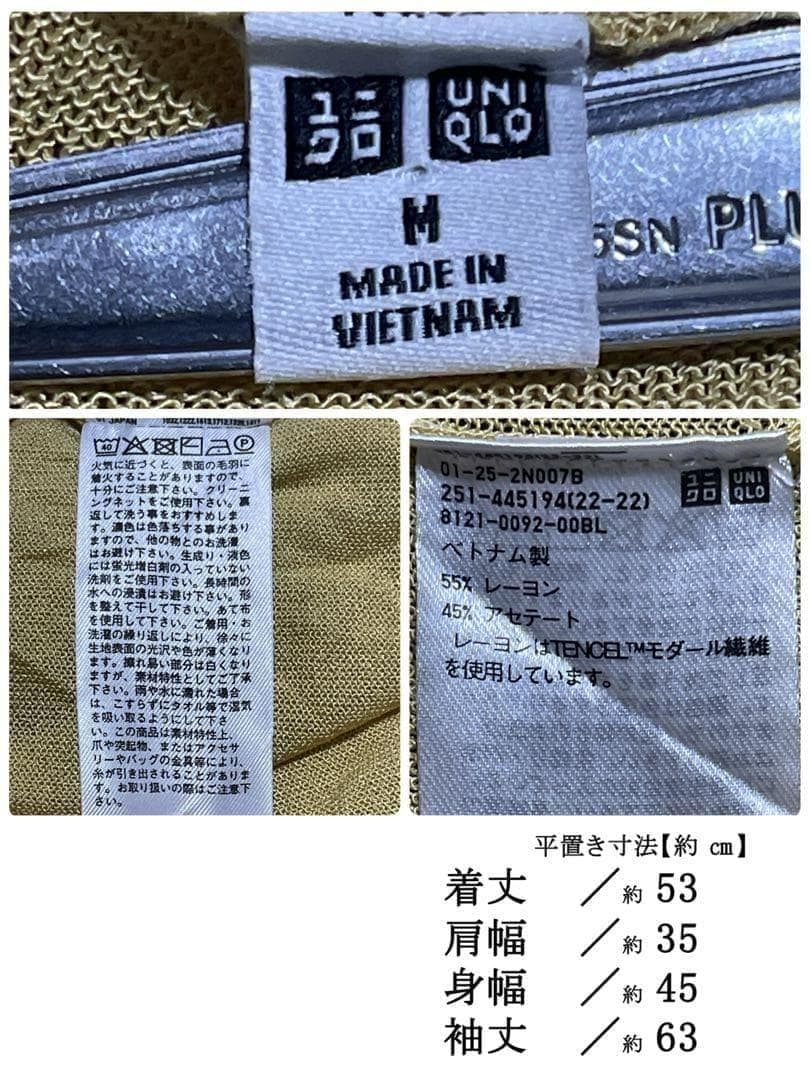 ユニ
クロ
UNI
QLO
M
MADE IN
VIETNAM
5SN PLU
40
P
火気に近づくと、表面の毛羽に
着火することがありますので、
十分にご注意下さい。クリーニ
ングネットをご使用下さい。裏
返して洗う事をおすすめしま
す。濃色は色落ちする事があり
ますので、他の物とのお洗濯
はお避け下さい。生成り・淡色
には蛍光増白剤の入っていない
洗剤をご使用下さい。長時間の
水への浸漬はお避け下さい。形
を整えて干して下さい。あて布
を使用して下さい。ご着用・お
洗濯の繰り返しにより、徐々に
生地表面の光沢や色が薄くなり
ます。擦れ易い部分は白くなり
ますが、素材特性としてご了承
下さい。雨や水に濡れた場合
は、こすらずにタオル等で湿気
を吸い取るようにして下さ
い。この商品は素材特性上、
爪や突起物、またはアクセサ
リーやバッグの金具等により、
糸が引き出されることがありま
す。お取り扱いの際はご注意下
さい。
01-25-2N007B
251-445194(22-22)
8121-0092-00BL
ユニ
クロ
UNI
QLO
ベトナム製
55% レーヨン
45% アセテート
レーヨンはTENCEL™モダール繊維
を使用しています。
平置き寸法【約 ㎝】
着丈 ／約 53
肩幅 ／約 35
身幅 ／約 45
袖丈 ／約 63